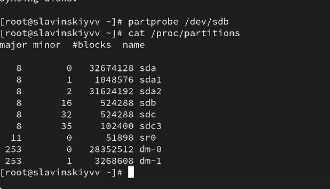 [root@slavinskiyvv ~]# partprobe /dev/sdb
[root@slavinskiyvv ~]# cat /proc/partitions
major minor  #blocks  name
   8        0   32674128 sda
   8        1    1048576 sda1
   8        2   31624192 sda2
   8       16     524288 sdb
   8       32     524288 sdc
   8       35     102400 sdc3
  11        0      51898 sr0
 253        0   28352512 dm-0
 253        1    3268608 dm-1
[root@slavinskiyvv ~]#